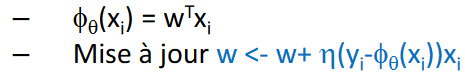 – ϕθ(xᵢ) = wᵀxᵢ
– Mise à jour w <- w+ η(yᵢ-ϕθ(xᵢ))xᵢ